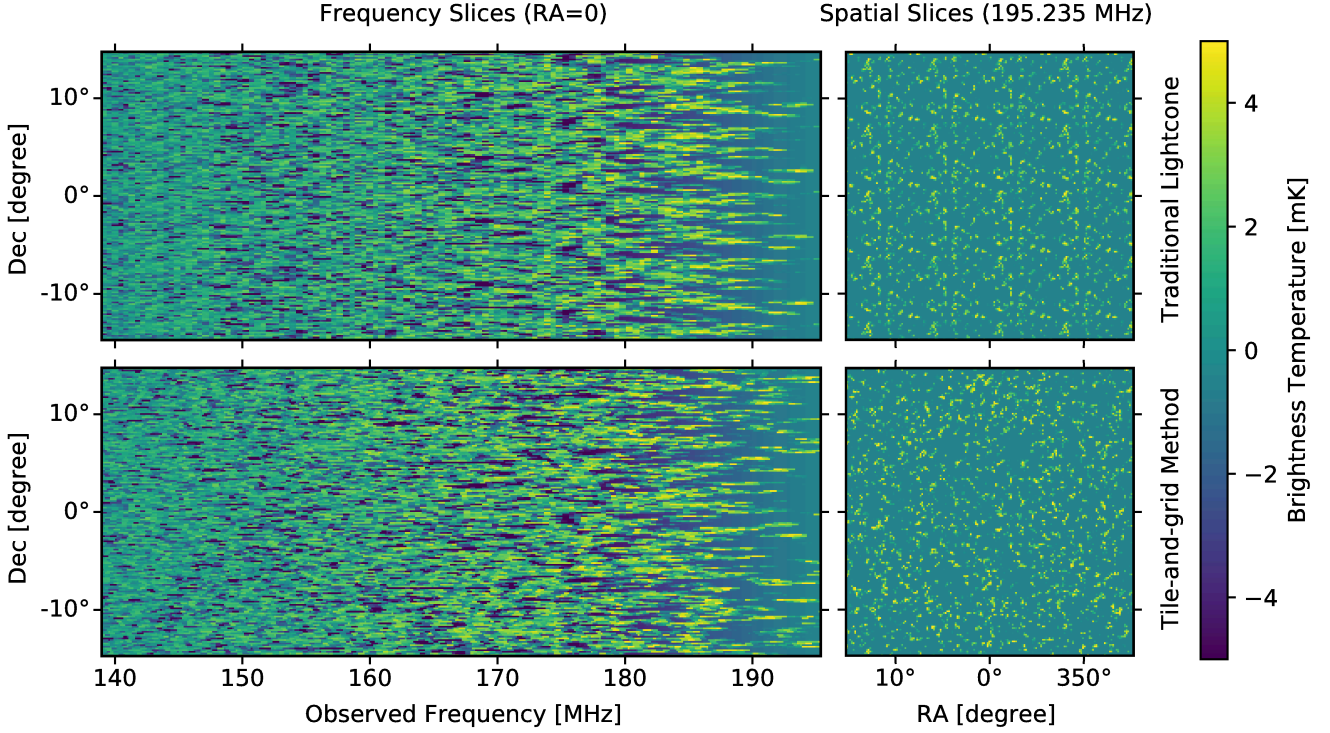 Frequency Slices (RA=0)
Spatial Slices (195.235 MHz)
Dec [degree]
10°
0°
-10°
Traditional Lightcone
Dec [degree]
10°
0°
-10°
Tile-and-grid Method
140 150 160 170 180 190
Observed Frequency [MHz]
10° 0° 350°
RA [degree]
4
2
0
−2
−4
Brightness Temperature [mK]